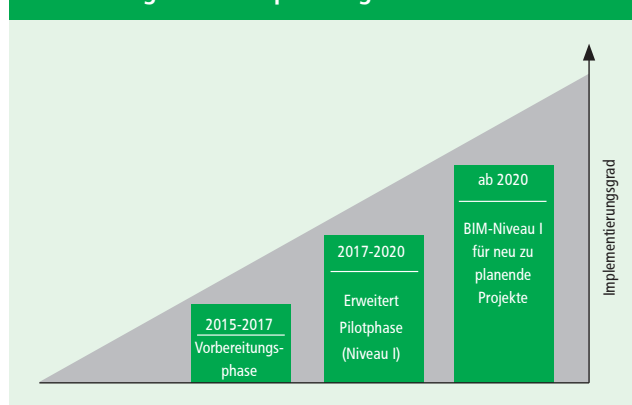 2015-2017
Vorbereitungs-
phase
2017-2020
Erweitert
Pilotphase
(Niveau I)
ab 2020
BIM-Niveau I
für neu zu
planende
Projekte
Implementierungsgrad